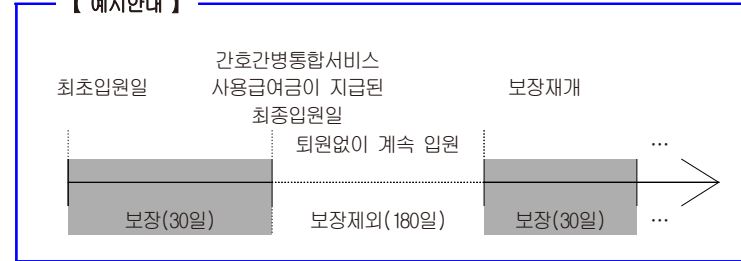 【 예시안내 】
간호간병통합서비스
최초입원일 사용급여금이 지급된 보장재개
최종입원일
퇴원없이 계속 입원 …
보장(30일) 보장제외(180일) 보장(30일) …